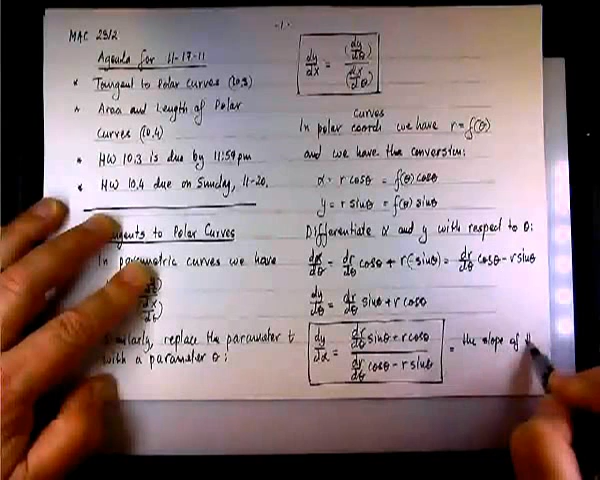 MAC 2312
-1-
Agenda for 11-17-11
* Tangent to Polar Curves (10.3)
* Area and Length of Polar
Curves (10.4)
* HW 10.3 is due by 11:59pm
* HW 10.4 due on Sunday, 11-20.
Tangents to Polar Curves
In parametric curves we have
replace the parameter t
with a parameter θ:
dy/dx = (dy/dθ)/(dx/dθ)
curves
In polar coord. we have r = f(θ)
and we have the conversion:
x = r cosθ = f(θ) cosθ
y = r sinθ = f(θ) sinθ
Differentiate x and y with respect to θ:
dx/dθ = dr/dθ cosθ + r(-sinθ) = dr/dθ cosθ - r sinθ
dy/dθ = dr/dθ sinθ + r cosθ
dy/dx = (dr/dθ sinθ + r cosθ)/(dr/dθ cosθ - r sinθ) = the slope of